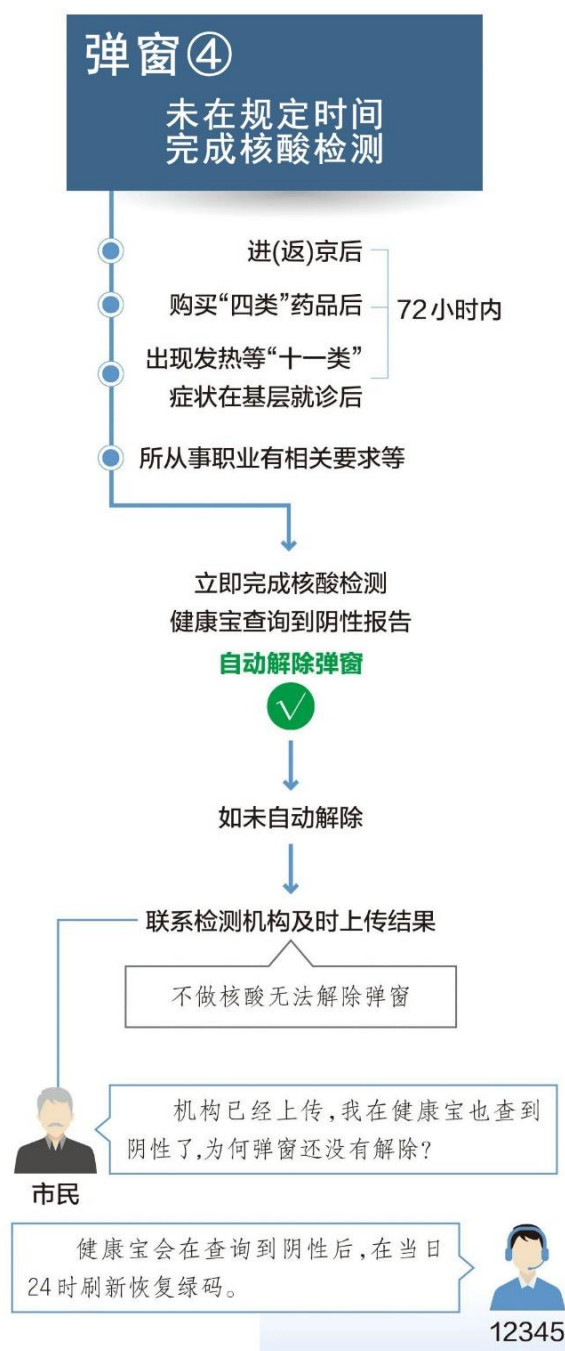 弹窗④
未在规定时间
完成核酸检测
进(返)京后
购买“四类”药品后
72小时内
出现发热等“十一类”
症状在基层就诊后
所从事职业有相关要求等
立即完成核酸检测
健康宝查询到阴性报告
自动解除弹窗
√
如未自动解除
联系检测机构及时上传结果
不做核酸无法解除弹窗
机构已经上传,我在健康宝也查到
阴性了,为何弹窗还没有解除?
市民
健康宝会在查询到阴性后,在当日
24时刷新恢复绿码。
12345